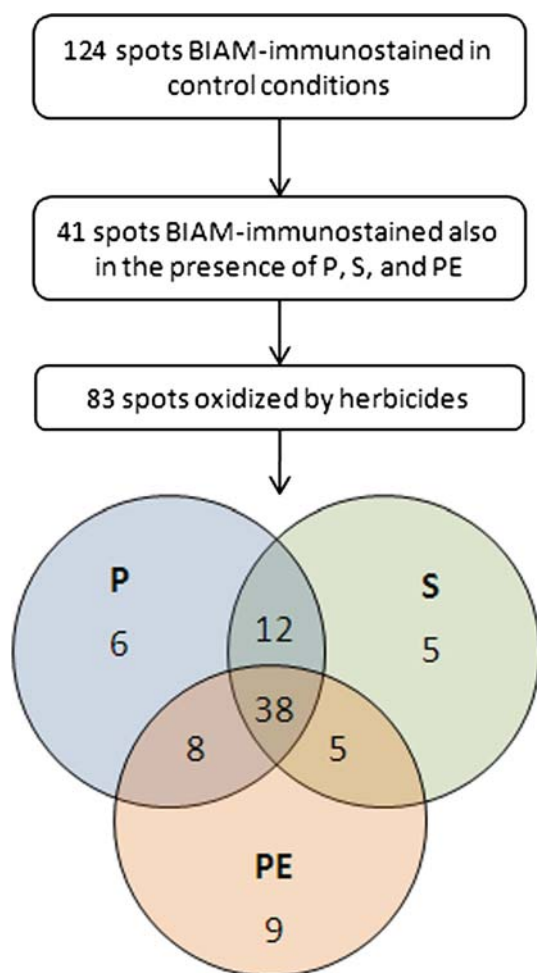 124 spots BIAM-immunostained in
control conditions
41 spots BIAM-immunostained also
in the presence of P, S, and PE
83 spots oxidized by herbicides
P
S
6
12
5
38
8
5
PE
9